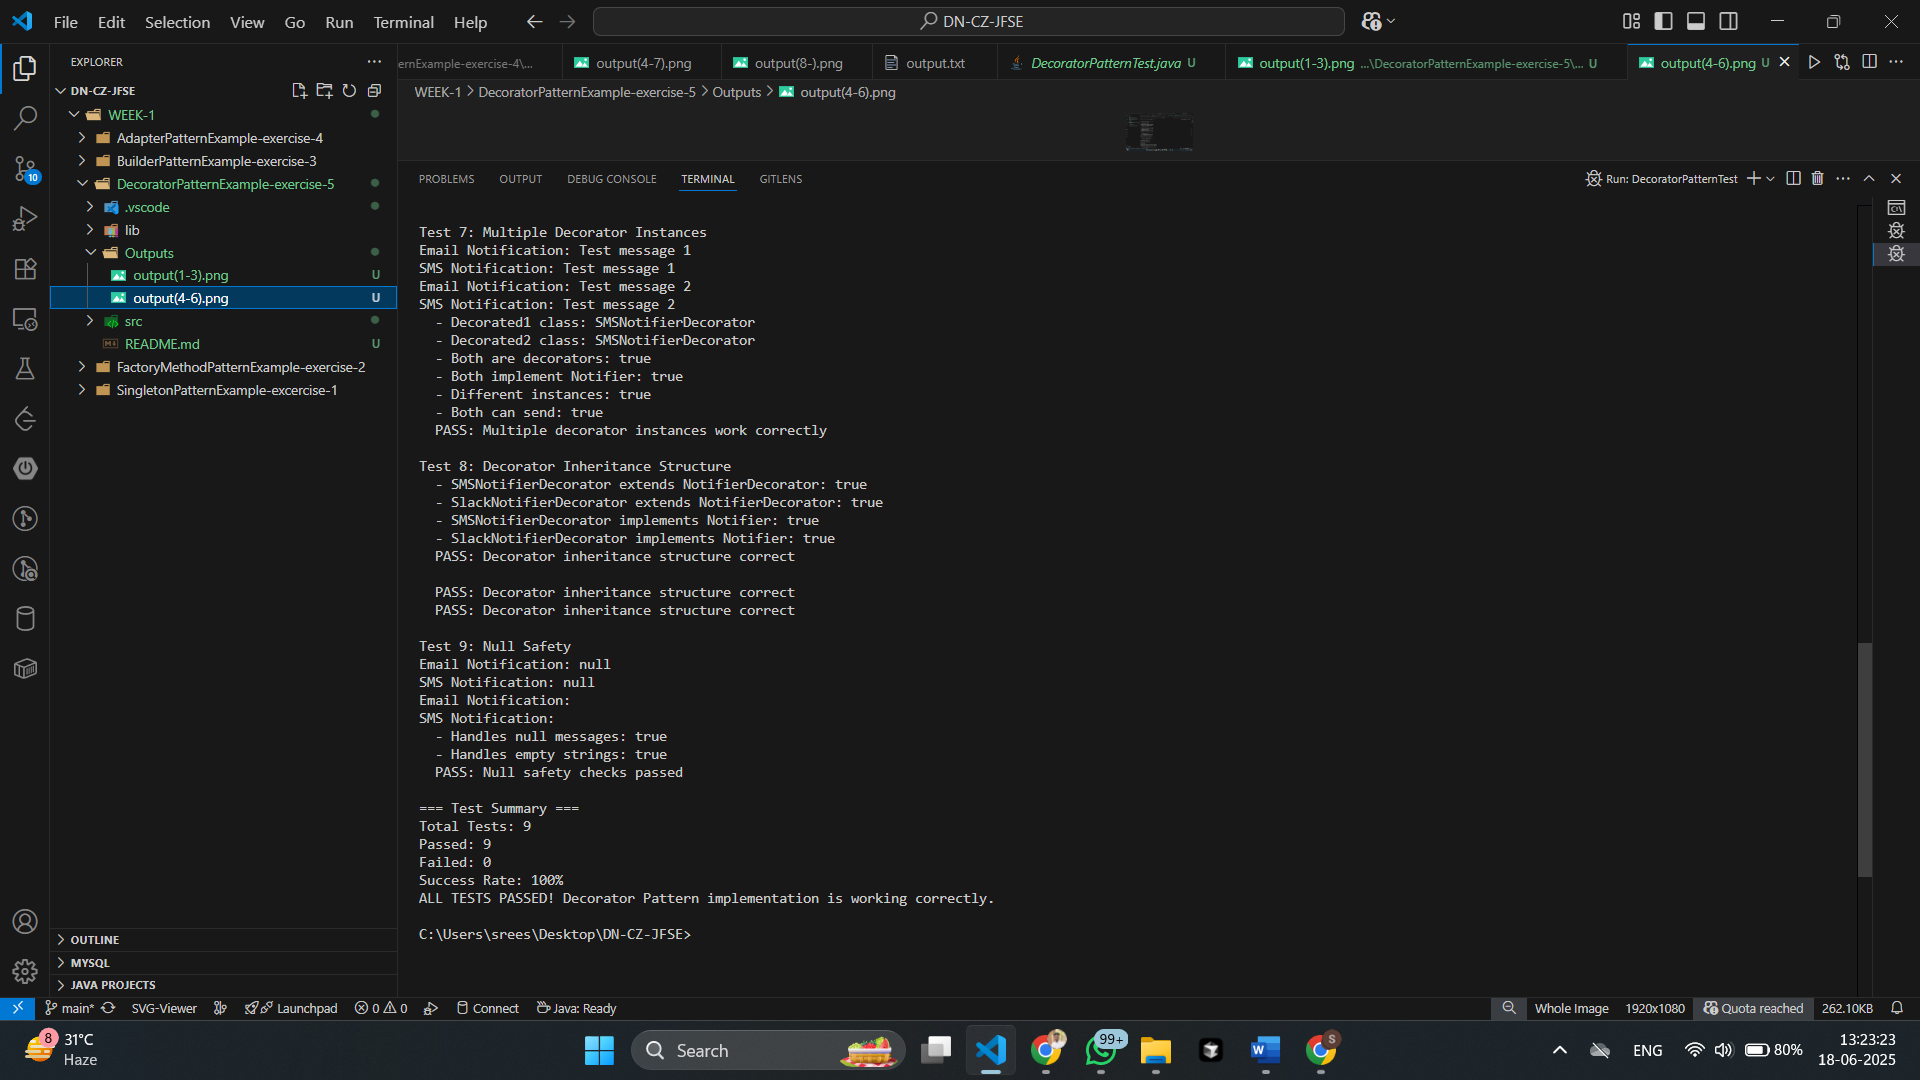 File Edit Selection View Go Run Terminal Help
DN-CZ-JFSE
EXPLORER
DN-CZ-JFSE
WEEK-1
AdapterPatternExample-exercise-4
BuilderPatternExample-exercise-3
DecoratorPatternExample-exercise-5
.vscode
lib
Outputs
output(1-3).png U
output(4-6).png U
src
README.md U
FactoryMethodPatternExample-exercise-2
SingletonPatternExample-excercise-1
OUTLINE
MYSQL
JAVA PROJECTS
10
ernExample-exercise-4\... output(4-7).png output(8-).png output.txt DecoratorPatternTest.java U output(1-3).png ...\DecoratorPatternExample-exercise-5\... U output(4-6).png U
WEEK-1 > DecoratorPatternExample-exercise-5 > Outputs > output(4-6).png
PROBLEMS OUTPUT DEBUG CONSOLE TERMINAL GITLENS
Run: DecoratorPatternTest
Test 7: Multiple Decorator Instances
Email Notification: Test message 1
SMS Notification: Test message 1
Email Notification: Test message 2
SMS Notification: Test message 2
- Decorated1 class: SMSNotifierDecorator
- Decorated2 class: SMSNotifierDecorator
- Both are decorators: true
- Both implement Notifier: true
- Different instances: true
- Both can send: true
PASS: Multiple decorator instances work correctly
Test 8: Decorator Inheritance Structure
- SMSNotifierDecorator extends NotifierDecorator: true
- SlackNotifierDecorator extends NotifierDecorator: true
- SMSNotifierDecorator implements Notifier: true
- SlackNotifierDecorator implements Notifier: true
PASS: Decorator inheritance structure correct
PASS: Decorator inheritance structure correct
PASS: Decorator inheritance structure correct
Test 9: Null Safety
Email Notification: null
SMS Notification: null
Email Notification:
SMS Notification:
- Handles null messages: true
- Handles empty strings: true
PASS: Null safety checks passed
=== Test Summary ===
Total Tests: 9
Passed: 9
Failed: 0
Success Rate: 100%
ALL TESTS PASSED! Decorator Pattern implementation is working correctly.
C:\Users\srees\Desktop\DN-CZ-JFSE>
main* SVG-Viewer Launchpad 0 0 Connect Java: Ready Whole Image 1920x1080 Quota reached 262.10KB
8 31°C
Haze
Search
99+
S
ENG 80%
13:23:23
18-06-2025